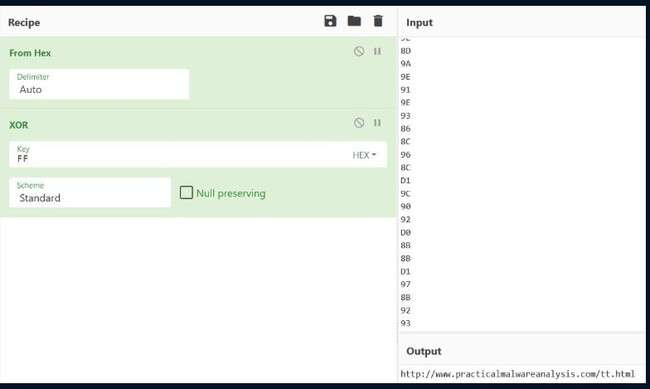 Recipe
From Hex
Delimiter
Auto
XOR
Key
FF
HEX
Scheme
Standard
Null preserving
Input
8D
9A
9E
91
9E
93
86
8C
96
8C
D1
9C
90
92
D0
8B
8B
D1
97
8B
92
93
Output
http://www.practicalmalwareanalysis.com/tt.html